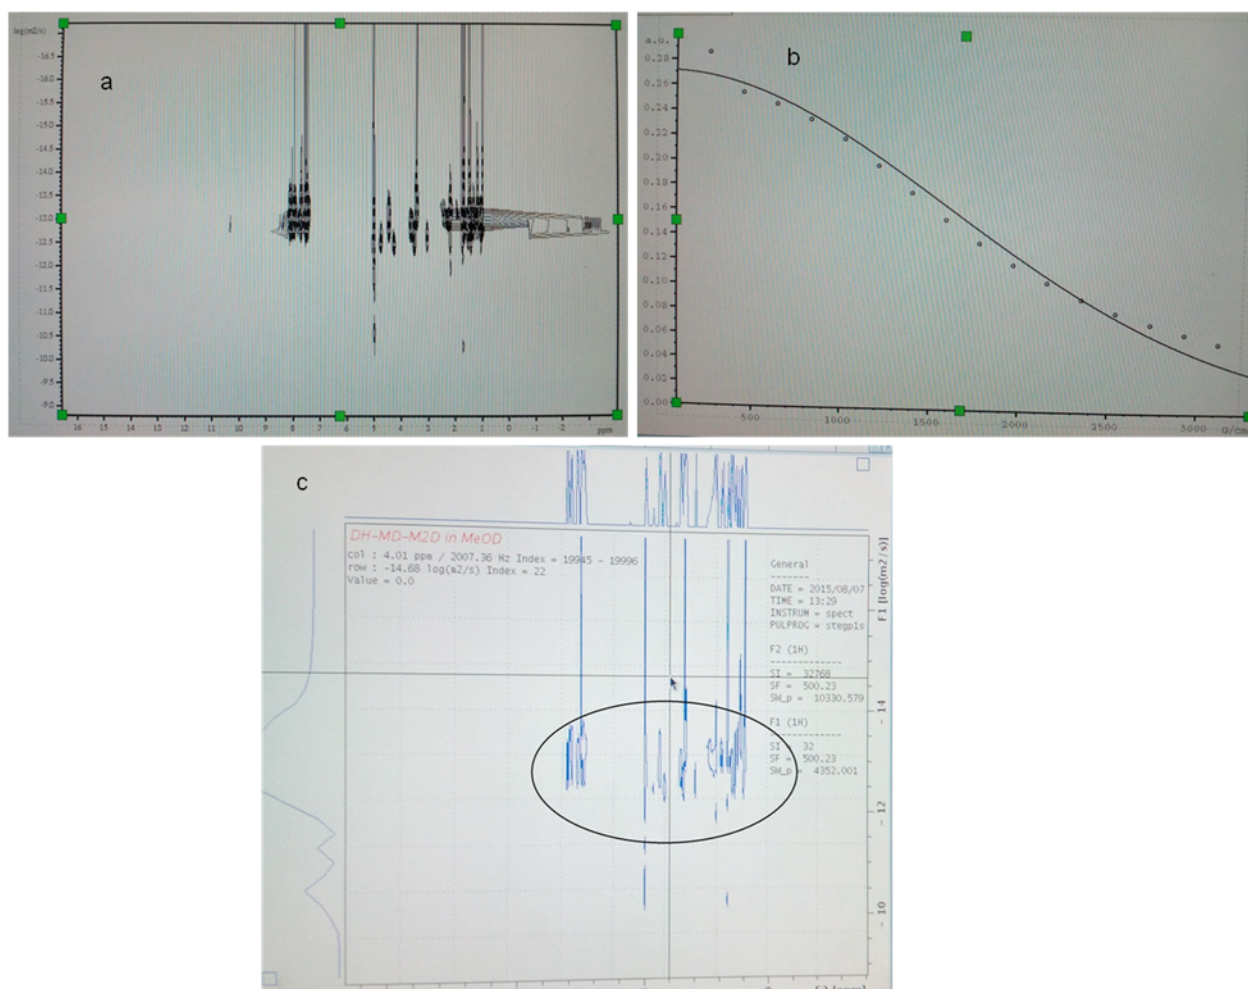 a
log(m2/s)
-16.5
-16.0
-15.5
-15.0
-14.5
-14.0
-13.5
-13.0
-12.5
-12.0
-11.5
-11.0
-10.5
-10.0
-9.5
-9.0
16 15 14 13 12 11 10 9 8 7 6 5 4 3 2 1 0 -1 -2 ppm
b
a.u.
0.28
0.26
0.24
0.22
0.20
0.18
0.16
0.14
0.12
0.10
0.08
0.06
0.04
0.02
0.00
500 1000 1500 2000 2500 3000 G/cm
c
DH-MD-M2D in MeOD
col : 4.01 ppm / 2007.36 Hz Index = 19945 - 19996
row : -14.68 log(m2/s) Index = 22
Value = 0.0
General
-------
DATE = 2015/08/07
TIME = 13:29
INSTRUM = spect
PULPROG = stegp1s
F2 (1H)
SI = 32768
SF = 500.23
SW_p = 10330.579
F1 (1H)
SI = 32
SF = 500.23
SW_p = 4352.001
F1 [log(m2/s)]
- 14
- 12
- 10